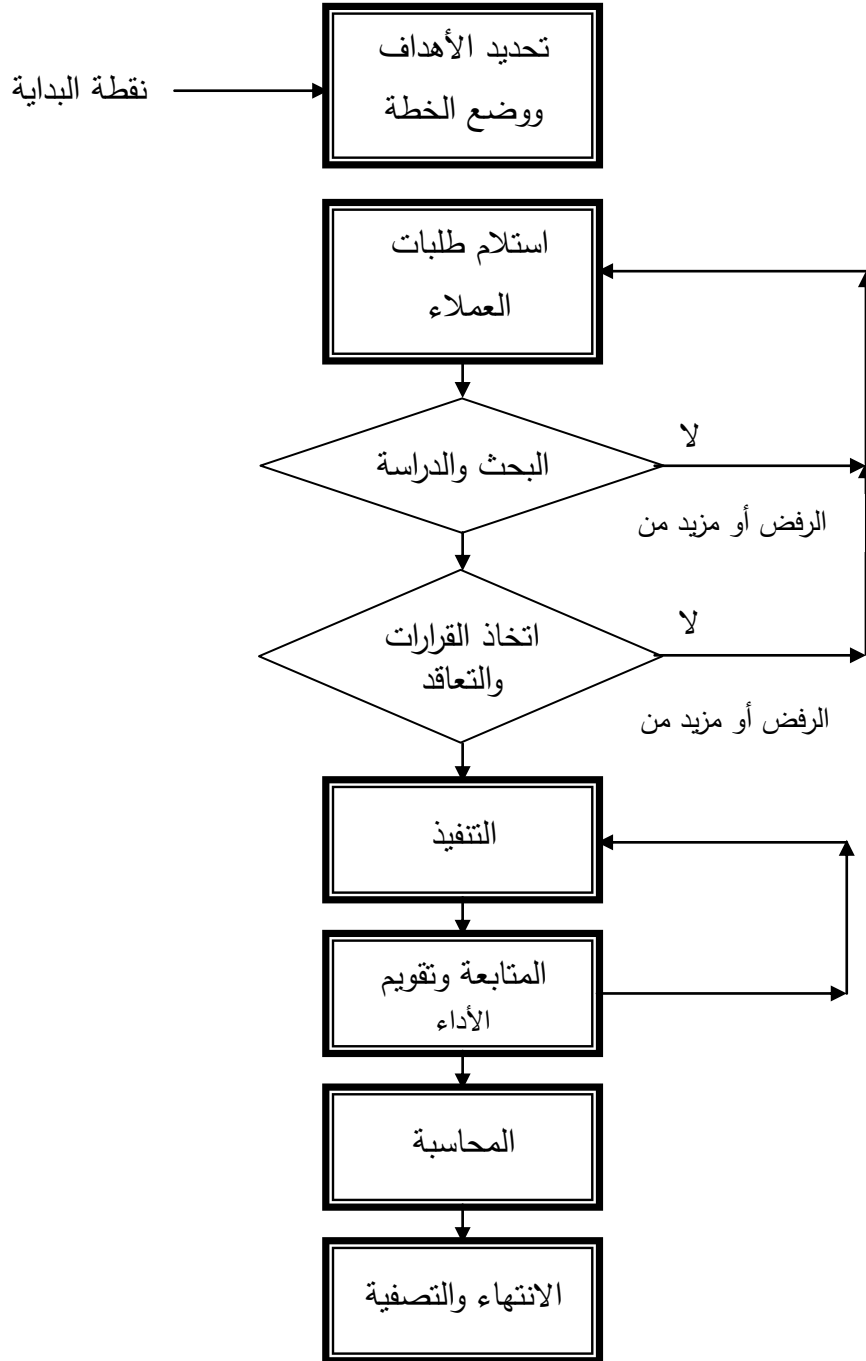 تحديد الأهداف
ووضع الخطة
نقطة البداية
استلام طلبات
العملاء
لا
البحث والدراسة
الرفض أو مزيد من
لا
اتخاذ القرارات
والتعاقد
الرفض أو مزيد من
التنفيذ
المتابعة وتقويم
الأداء
المحاسبة
الانتهاء والتصفية